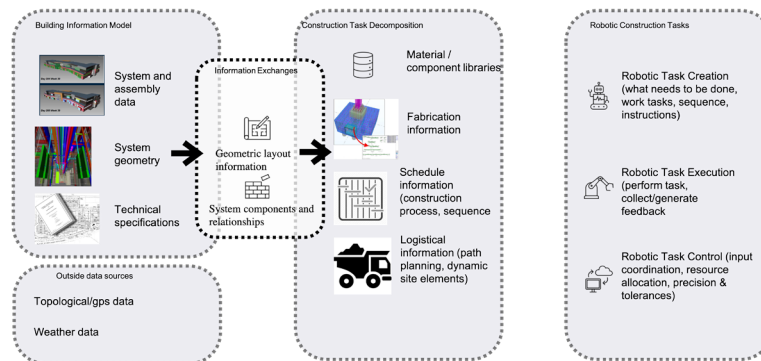 Building Information Model
System and
assembly
data
System
geometry
Technical
specifications
Outside data sources
Topological/gps data
Weather data
Information Exchanges
Geometric layout
information
System components and
relationships
Construction Task Decomposition
Material /
component libraries
Fabrication
information
Schedule
information
(construction
process, sequence
Logistical
information (path
planning, dynamic
site elements)
Robotic Construction Tasks
Robotic Task Creation
(what needs to be done,
work tasks, sequence,
instructions)
Robotic Task Execution
(perform task,
collect/generate
feedback
Robotic Task Control (input
coordination, resource
allocation, precision &
tolerances)